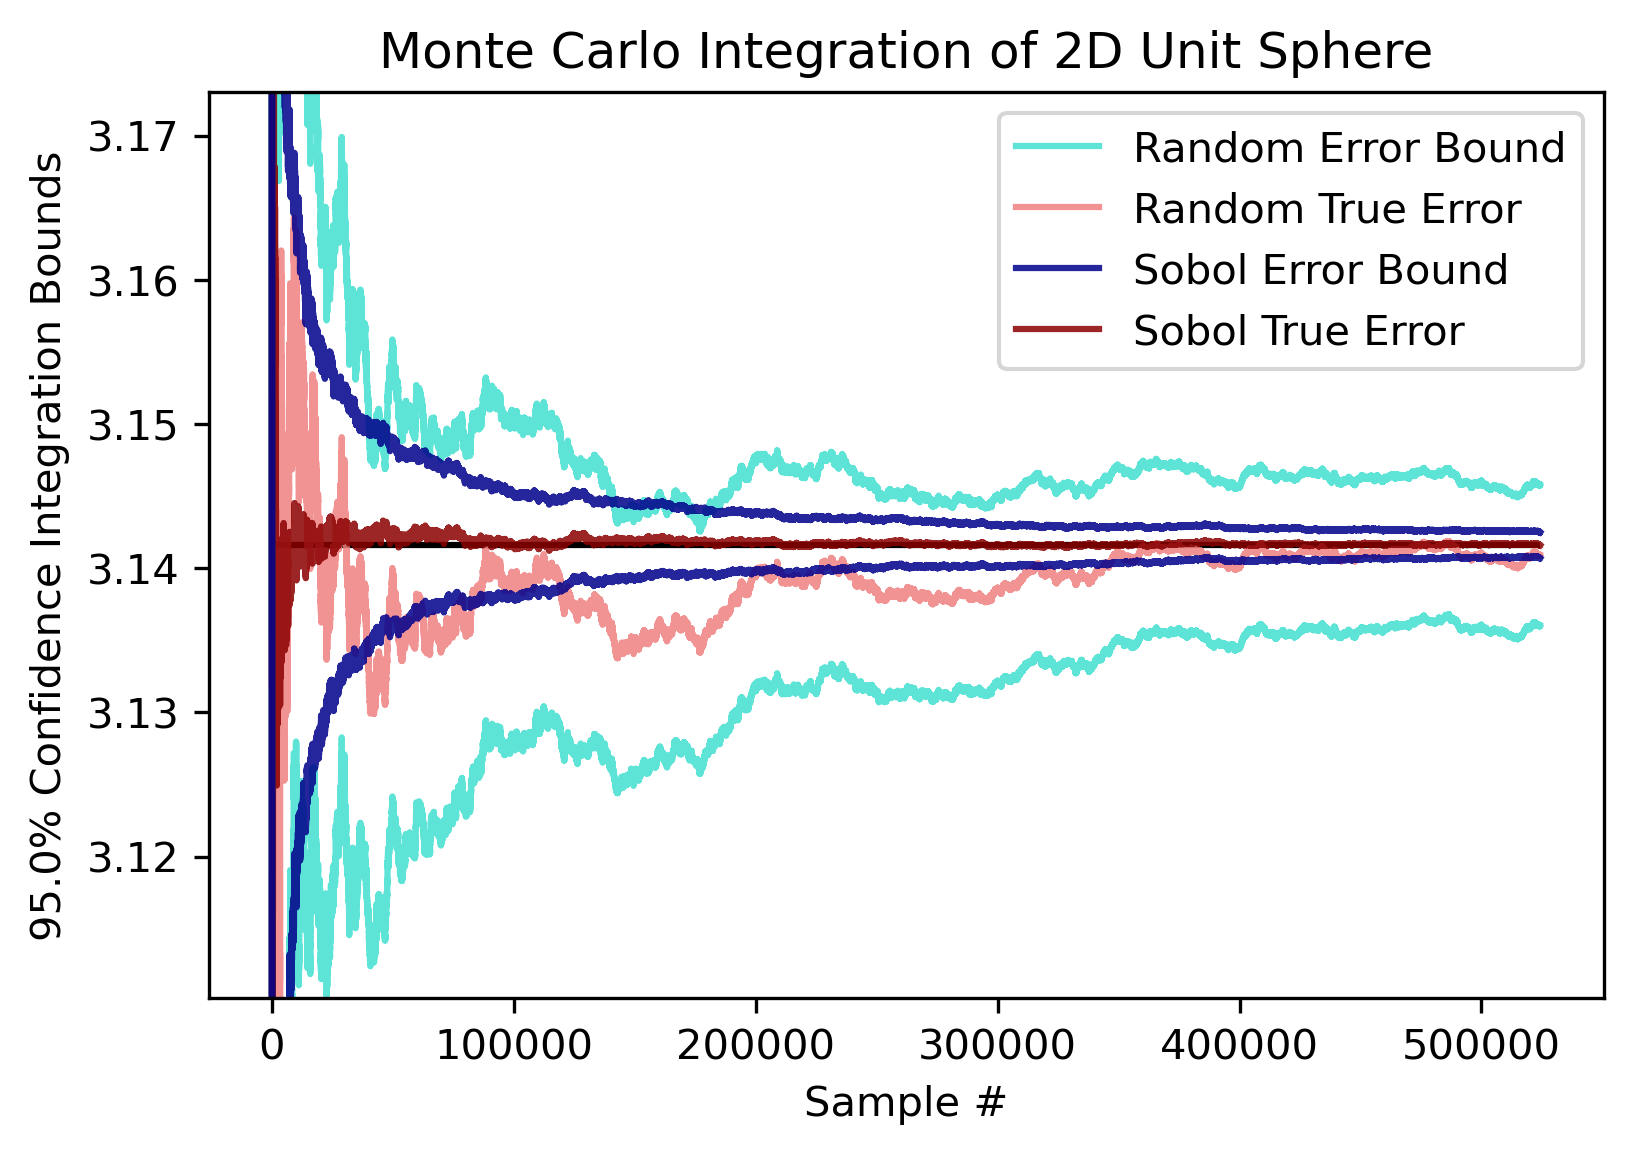 Monte Carlo Integration of 2D Unit Sphere
95.0% Confidence Integration Bounds
3.17
3.16
3.15
3.14
3.13
3.12
Random Error Bound
Random True Error
Sobol Error Bound
Sobol True Error
0 100000 200000 300000 400000 500000
Sample #